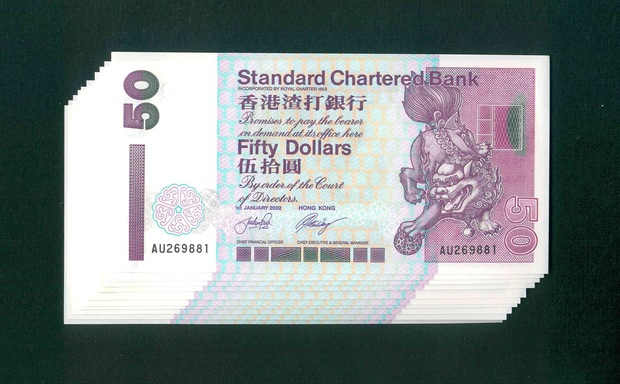 50
Standard Chartered Bank
INCORPORATED BY ROYAL CHARTER 1853
香港渣打銀行
Promises to pay the bearer
on demand at its office here
Fifty Dollars
伍拾圓
By order of the Court
of Directors.
1st JANUARY 2002 HONG KONG
CHIEF FINANCIAL OFFICER CHIEF EXECUTIVE & GENERAL MANAGER
AU269881
AU269881
50